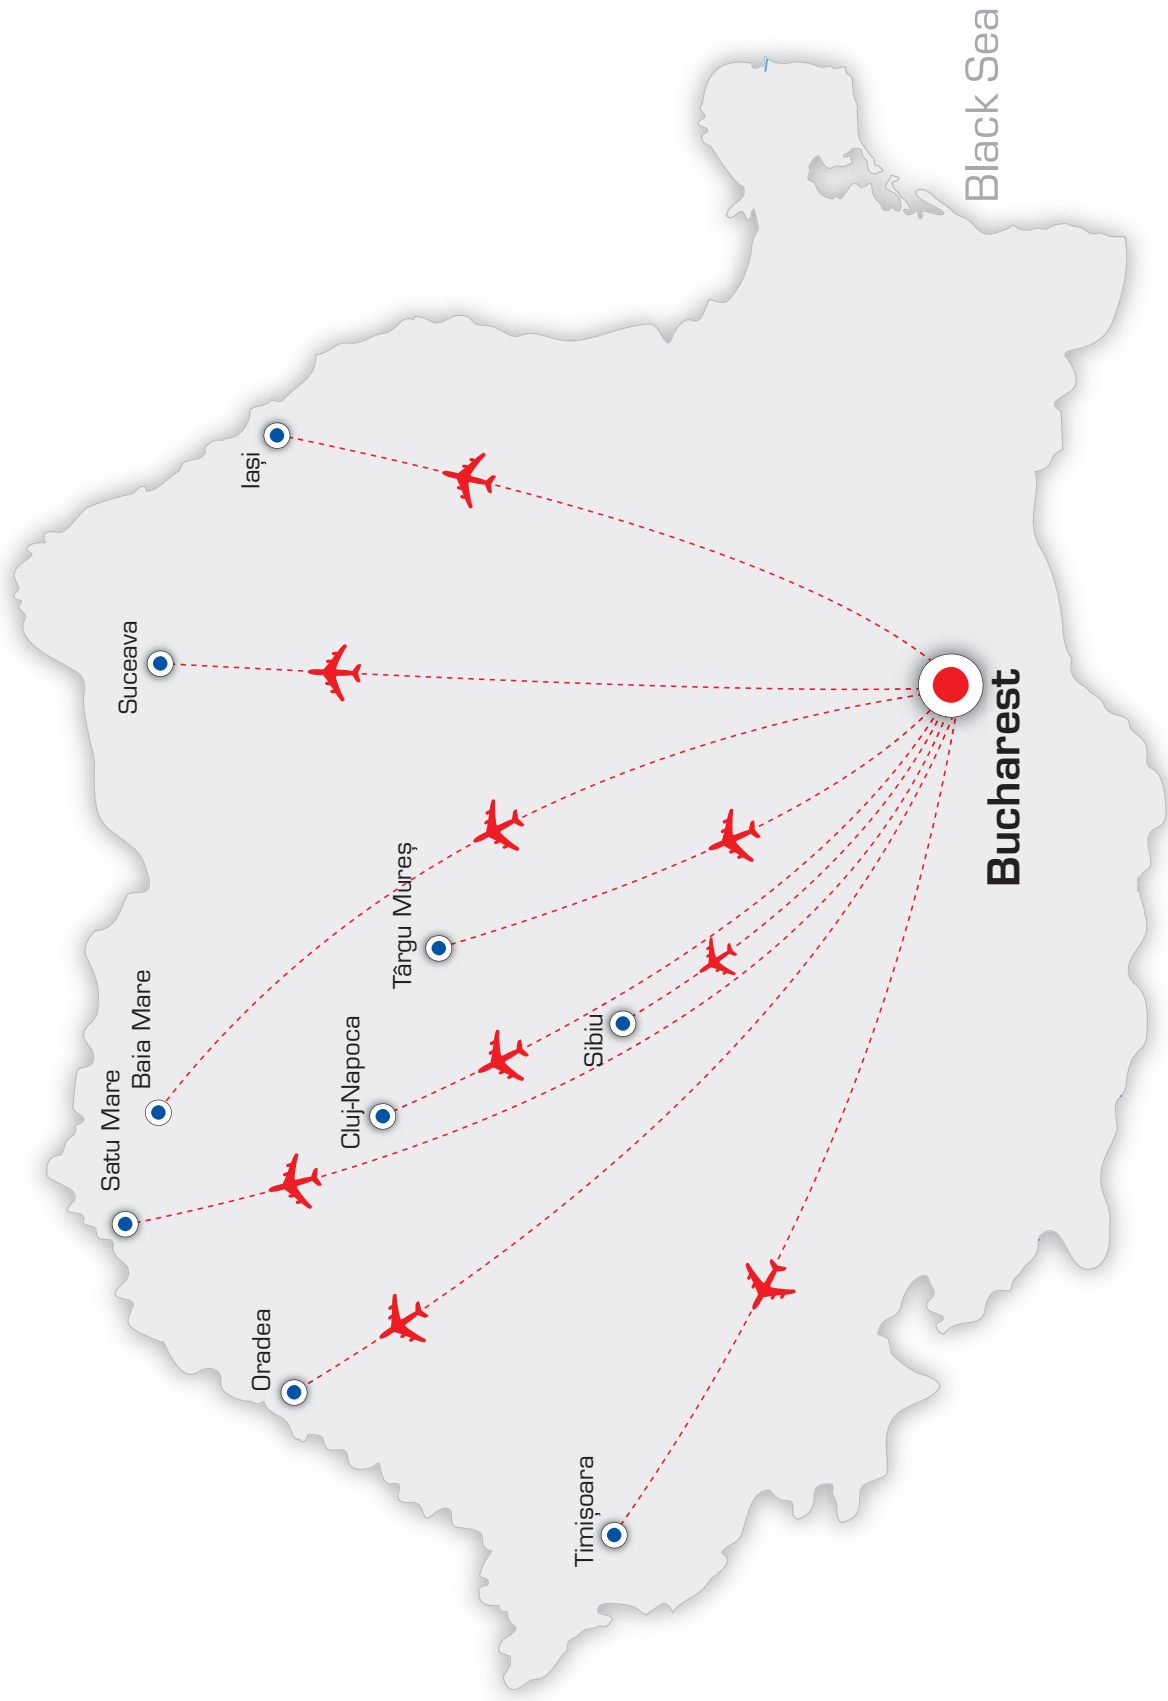 Satu Mare
Baia Mare
Suceava
Iași
Oradea
Cluj-Napoca
Târgu Mureș
Timișoara
Sibiu
Bucharest
Black Sea